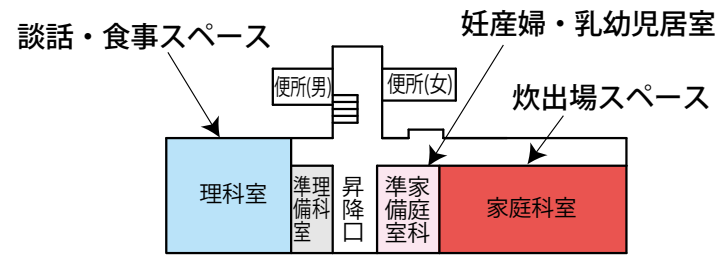 談話・食事スペース
妊産婦・乳幼児居室
便所(男)
便所(女)
炊出場スペース
理科室
理科
準備室
昇降口
家庭科
準備室
家庭科室